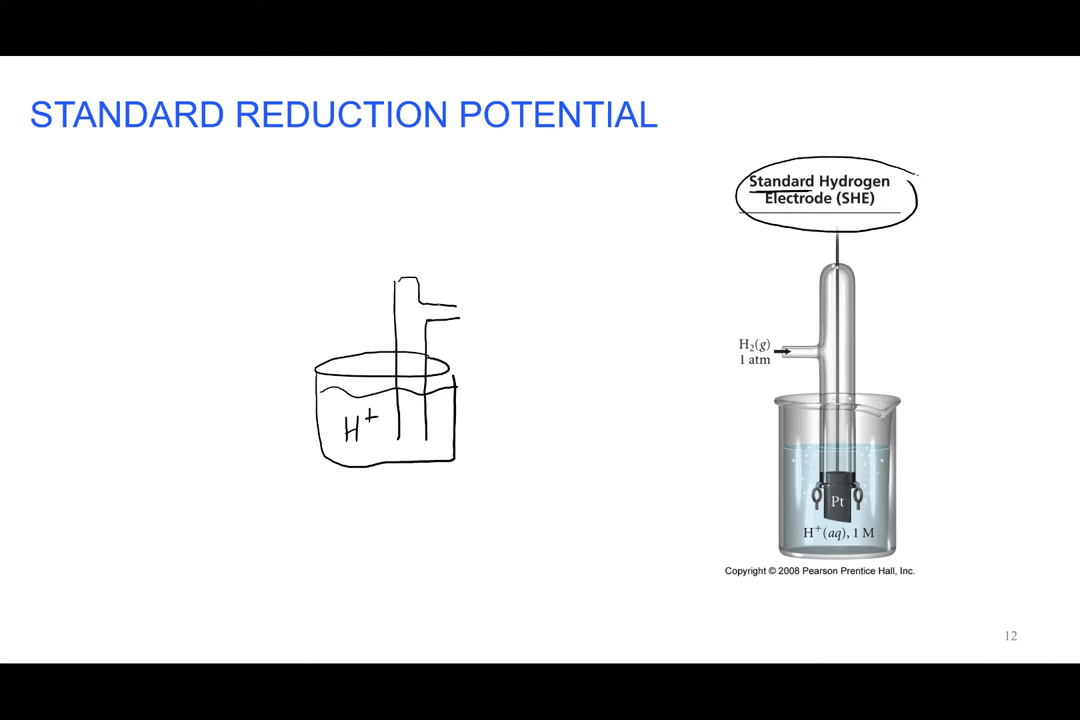 STANDARD REDUCTION POTENTIAL
Standard Hydrogen
Electrode (SHE)
H₂(g)
1 atm
H⁺
Pt
H⁺(aq), 1 M
Copyright © 2008 Pearson Prentice Hall, Inc.
12